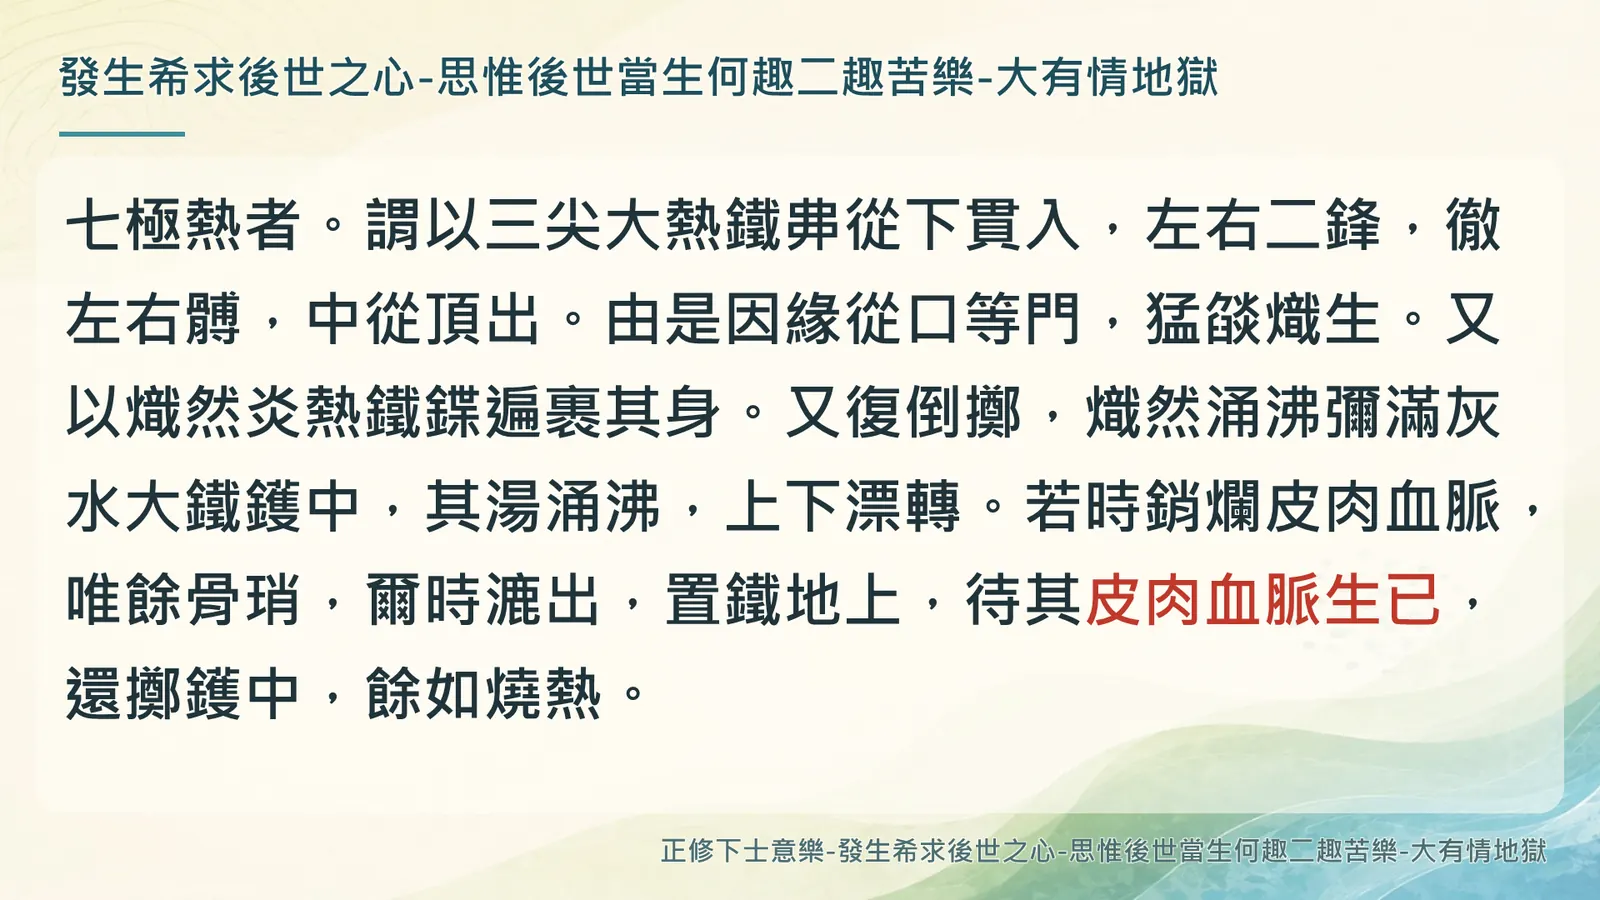 發生希求後世之心-思惟後世當生何趣二趣苦樂-大有情地獄
七極熱者。謂以三尖大熱鐵弗從下貫入，左右二鋒，徹
左右髆，中從頂出。由是因緣從口等門，猛燄熾生。又
以熾然炎熱鐵鍱遍裹其身。又復倒擲，熾然涌沸彌滿灰
水大鐵鑊中，其湯涌沸，上下漂轉。若時銷爛皮肉血脈，
唯餘骨瑣，爾時漉出，置鐵地上，待其皮肉血脈生已，
還擲鑊中，餘如燒熱。
正修下士意樂-發生希求後世之心-思惟後世當生何趣二趣苦樂-大有情地獄